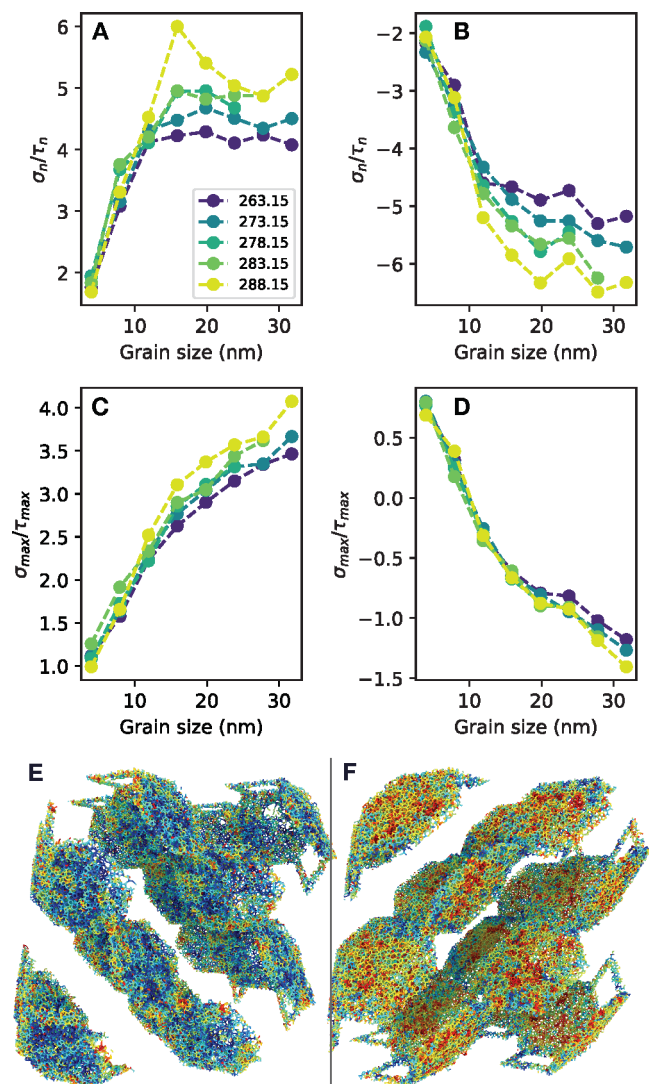 A
B
σn/τn
6
5
4
3
2
263.15
273.15
278.15
283.15
288.15
10
20
30
Grain size (nm)
σn/τn
−2
−3
−4
−5
−6
10
20
30
Grain size (nm)
C
D
σmax/τmax
4.0
3.5
3.0
2.5
2.0
1.5
1.0
10
20
30
Grain size (nm)
σmax/τmax
0.5
0.0
−0.5
−1.0
−1.5
10
20
30
Grain size (nm)
E
F